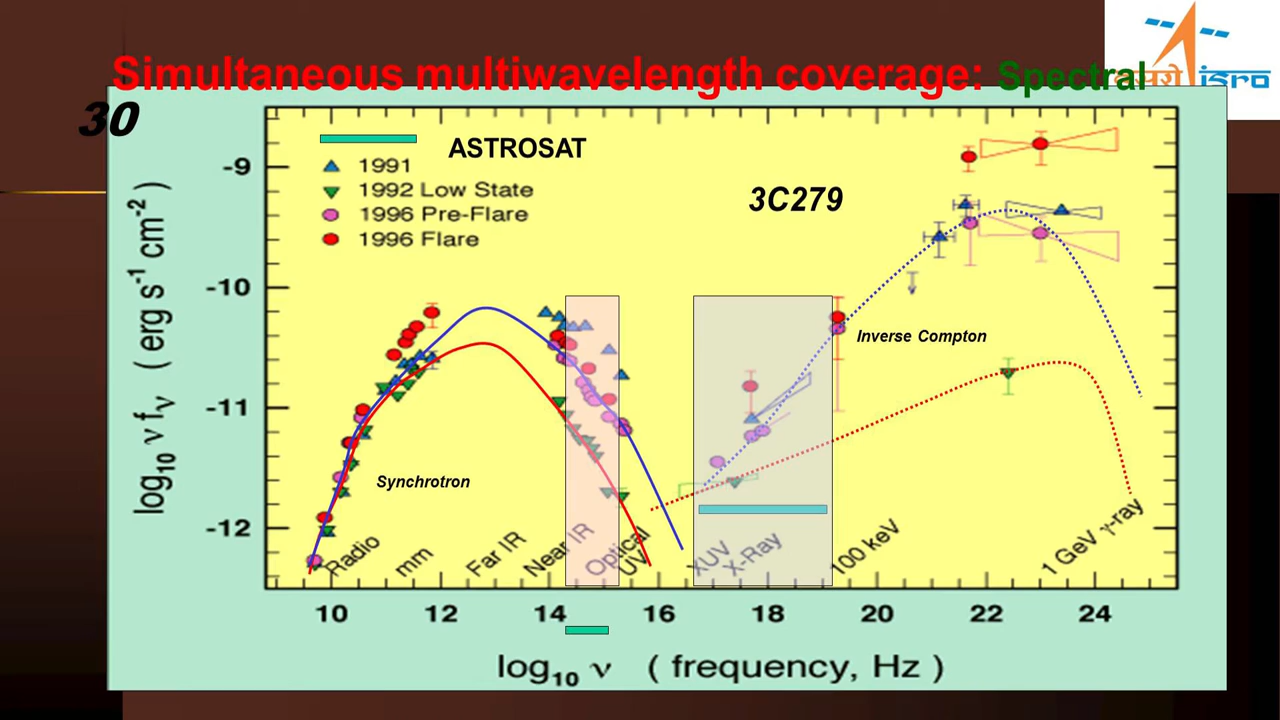 Simultaneous multiwavelength coverage: Spectral
इसरो isro
30
ASTROSAT
1991
1992 Low State
1996 Pre-Flare
1996 Flare
3C279
log₁₀ ν fᵥ ( erg s⁻¹ cm⁻² )
-9
-10
-11
-12
Inverse Compton
Synchrotron
Radio
mm
Far IR
Near IR
Optical
UV
XUV
X-Ray
100 keV
1 GeV γ-ray
10 12 14 16 18 20 22 24
log₁₀ ν ( frequency, Hz )